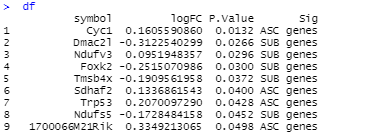 > df
symbol logFC P.Value Sig
1 Cyc1 0.1605590860 0.0132 ASC genes
2 Dmac2l -0.3122540299 0.0266 SUB genes
3 Ndufv3 0.0951948357 0.0296 SUB genes
4 Foxk2 -0.2515070986 0.0300 SUB genes
5 Tmsb4x -0.1909561958 0.0372 SUB genes
6 Sdhaf2 0.1336861543 0.0400 ASC genes
7 Trp53 0.2070097290 0.0428 ASC genes
8 Ndufs5 -0.1728484158 0.0452 SUB genes
9 1700066M21Rik 0.3349213065 0.0498 ASC genes